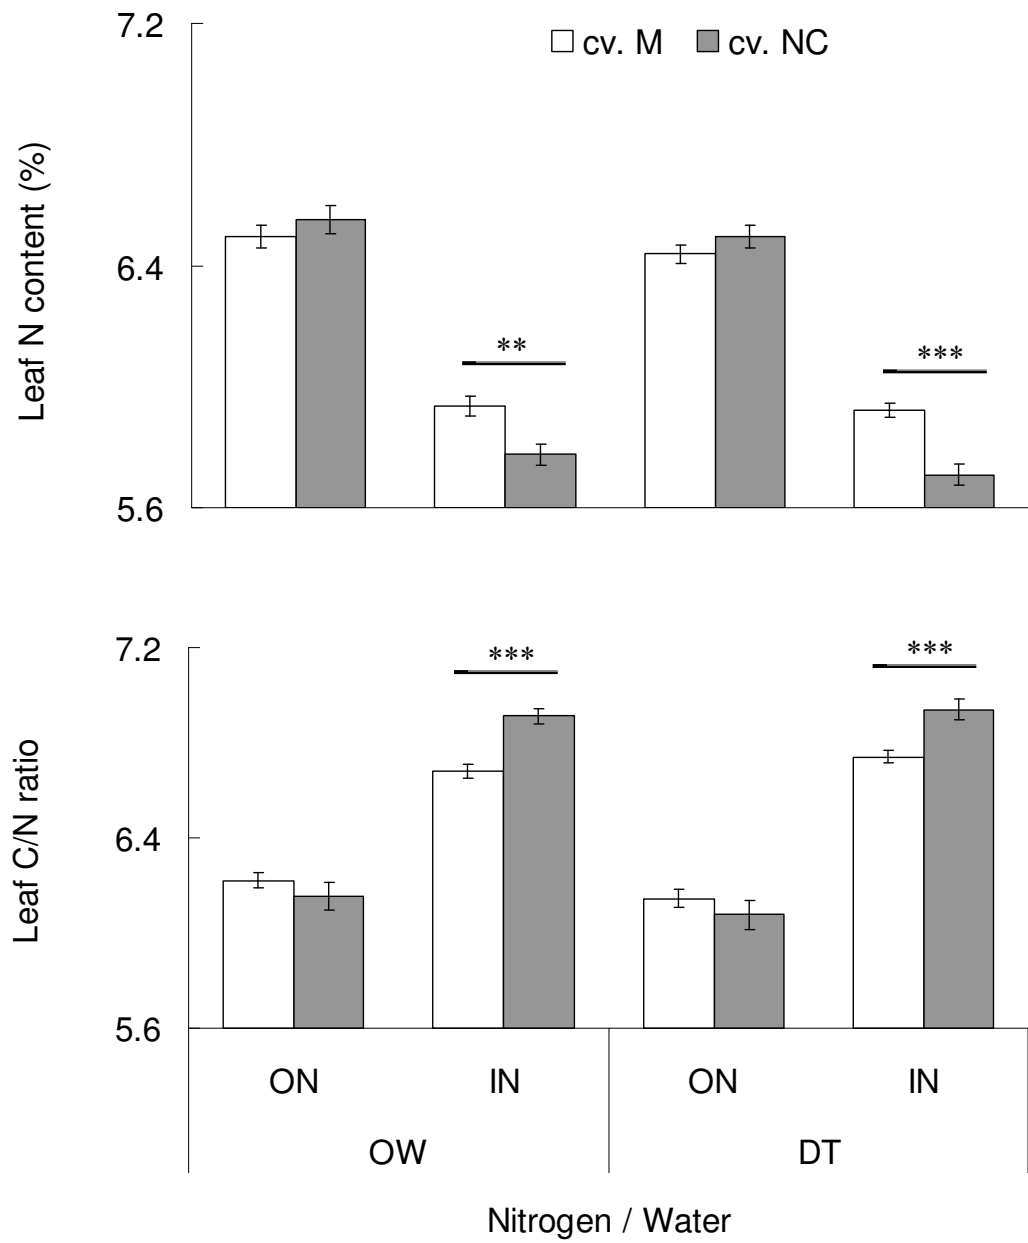 7.2
cv. M
cv. NC
Leaf N content (%)
6.4
**
***
5.6
7.2
***
***
Leaf C/N ratio
6.4
5.6
ON
IN
ON
IN
OW
DT
Nitrogen / Water